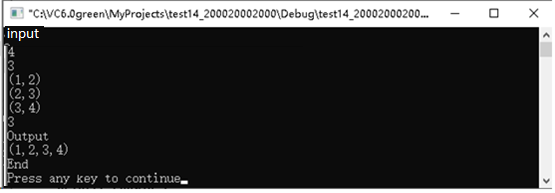 "C:\VC6.0green\MyProjects\test14_200020002000\Debug\test14_20002000200...
input
4
3
(1,2)
(2,3)
(3,4)
3
Output
(1,2,3,4)
End
Press any key to continue